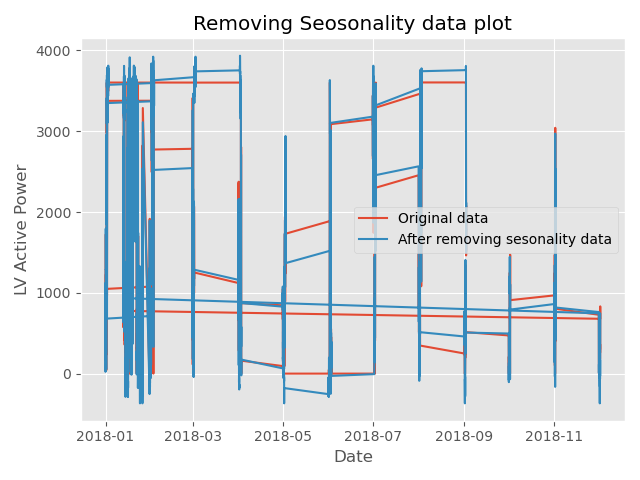 Removing Seosonality data plot
LV Active Power
4000
3000
2000
1000
0
Original data
After removing sesonality data
2018-01 2018-03 2018-05 2018-07 2018-09 2018-11
Date